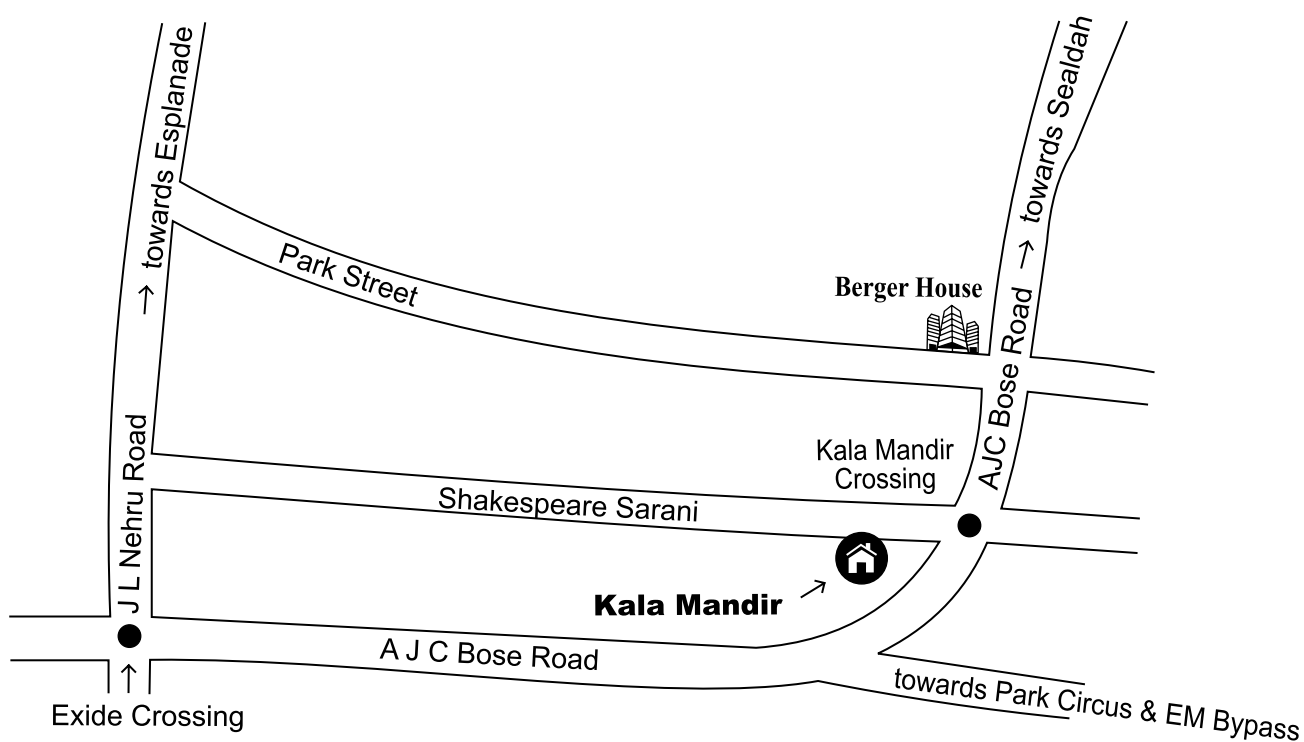 towards Esplanade
towards Sealdah
Park Street
Berger House
AJC Bose Road
J L Nehru Road
Kala Mandir
Crossing
Shakespeare Sarani
Kala Mandir
A J C Bose Road
towards Park Circus & EM Bypass
Exide Crossing